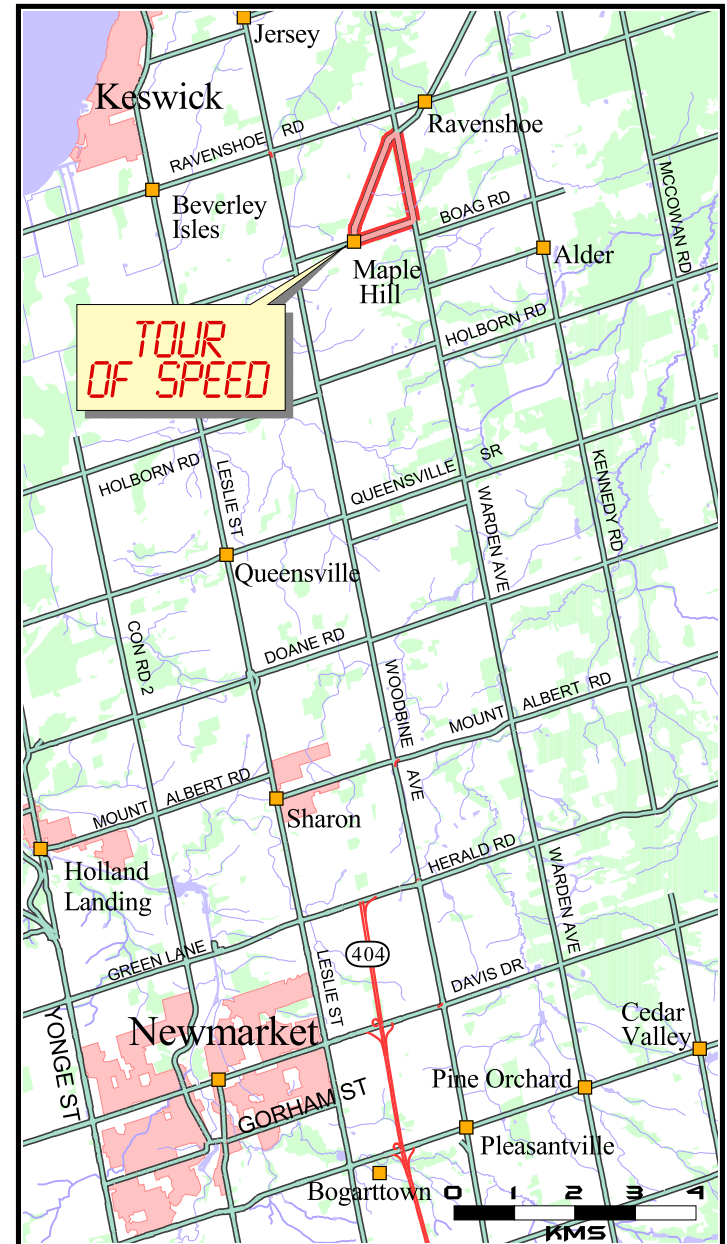 Jersey
Keswick
Ravenshoe
RAVENSHOE RD
MCCOWAN RD
Beverley
Isles
BOAG RD
Maple
Hill
Alder
TOUR
OF SPEED
HOLBORN RD
HOLBORN RD
LESLIE ST
QUEENSVILLE SR
WARDEN AVE
KENNEDY RD
Queensville
CON RD 2
DOANE RD
WOODBINE AVE
MOUNT ALBERT RD
MOUNT ALBERT RD
Sharon
Holland
Landing
HERALD RD
WARDEN AVE
GREEN LANE
LESLIE ST
404
DAVIS DR
YONGE ST
Newmarket
Cedar
Valley
GORHAM ST
Pine Orchard
Pleasantville
Bogarttown
0 1 2 3 4
KMS